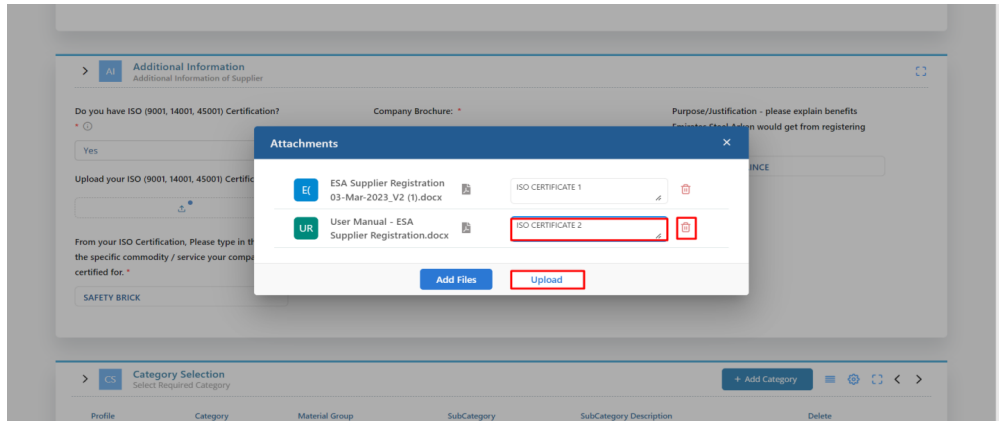 AI
Additional Information
Additional Information of Supplier
Do you have ISO (9001, 14001, 45001) Certification?
*
Yes
Company Brochure: *
Purpose/Justification - please explain benefits
Emirates Steel Arkan would get from registering
INCE
Upload your ISO (9001, 14001, 45001) Certific
From your ISO Certification, Please type in th
the specific commodity / service your compa
certified for. *
SAFETY BRICK
Attachments
E(
ESA Supplier Registration
03-Mar-2023_V2 (1).docx
ISO CERTIFICATE 1
UR
User Manual - ESA
Supplier Registration.docx
ISO CERTIFICATE 2
Add Files
Upload
CS
Category Selection
Select Required Category
+ Add Category
Profile Category Material Group SubCategory SubCategory Description Delete